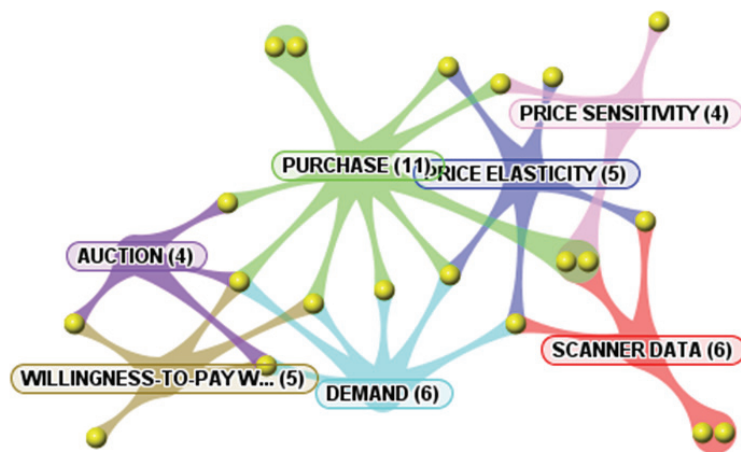 PRICE SENSITIVITY (4)
PURCHASE (11)
PRICE ELASTICITY (5)
AUCTION (4)
SCANNER DATA (6)
WILLINGNESS-TO-PAY W... (5)
DEMAND (6)